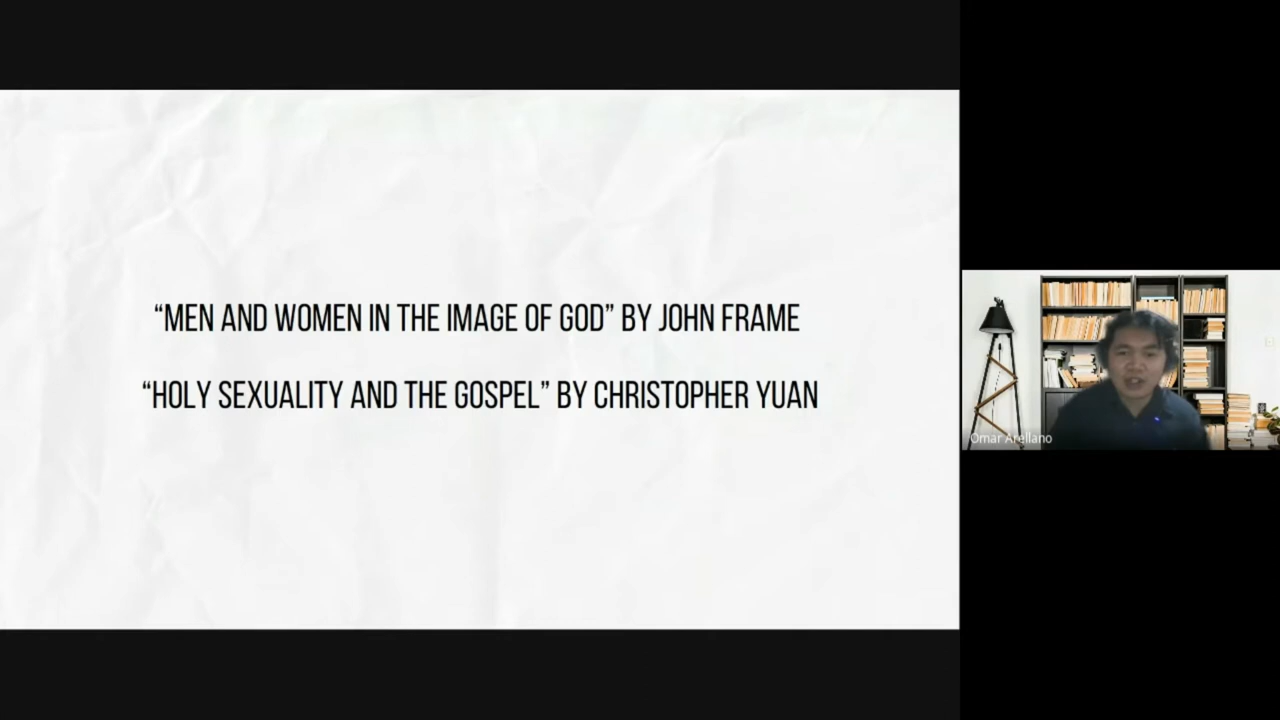 “MEN AND WOMEN IN THE IMAGE OF GOD” BY JOHN FRAME
“HOLY SEXUALITY AND THE GOSPEL” BY CHRISTOPHER YUAN
Omar Arellano